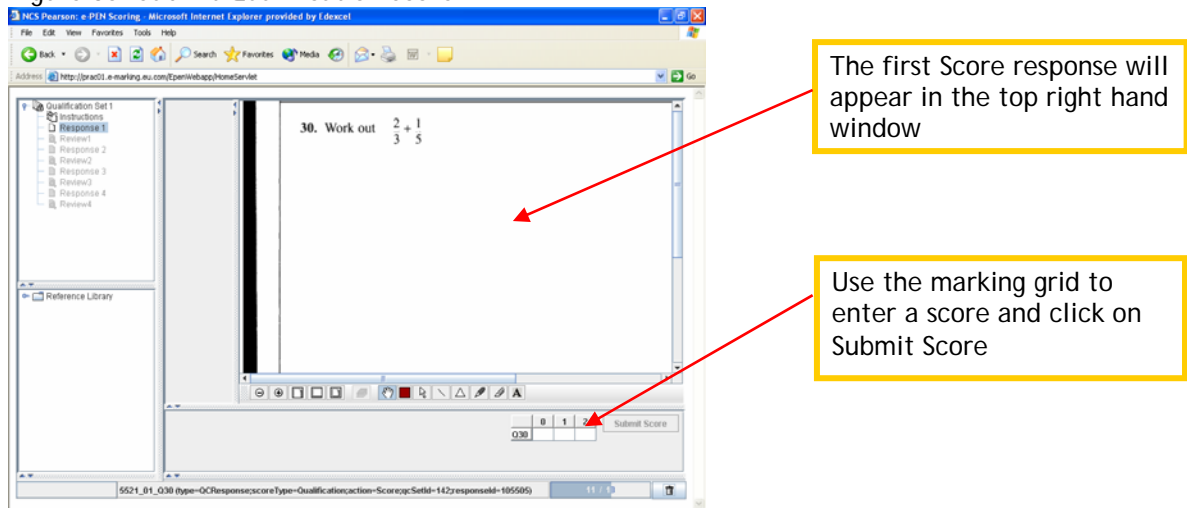 NCS Pearson: e-PEN Scoring - Microsoft Internet Explorer provided by Edexcel
File Edit View Favorites Tools Help
Back Search Favorites Media
Address http://prac01.e-marking.eu.com/EpenWebapp/HomeServlet Go
Qualification Set 1
Instructions
Response 1
Review1
Response 2
Review2
Response 3
Review3
Response 4
Review4
Reference Library
30. Work out 2/3 + 1/5
A
0 1 2
Q30
Submit Score
5521_01_Q30 (type=QCResponse;scoreType=Qualification;action=Score;qcSetId=142;responseId=105505)
The first Score response will
appear in the top right hand
window
Use the marking grid to
enter a score and click on
Submit Score